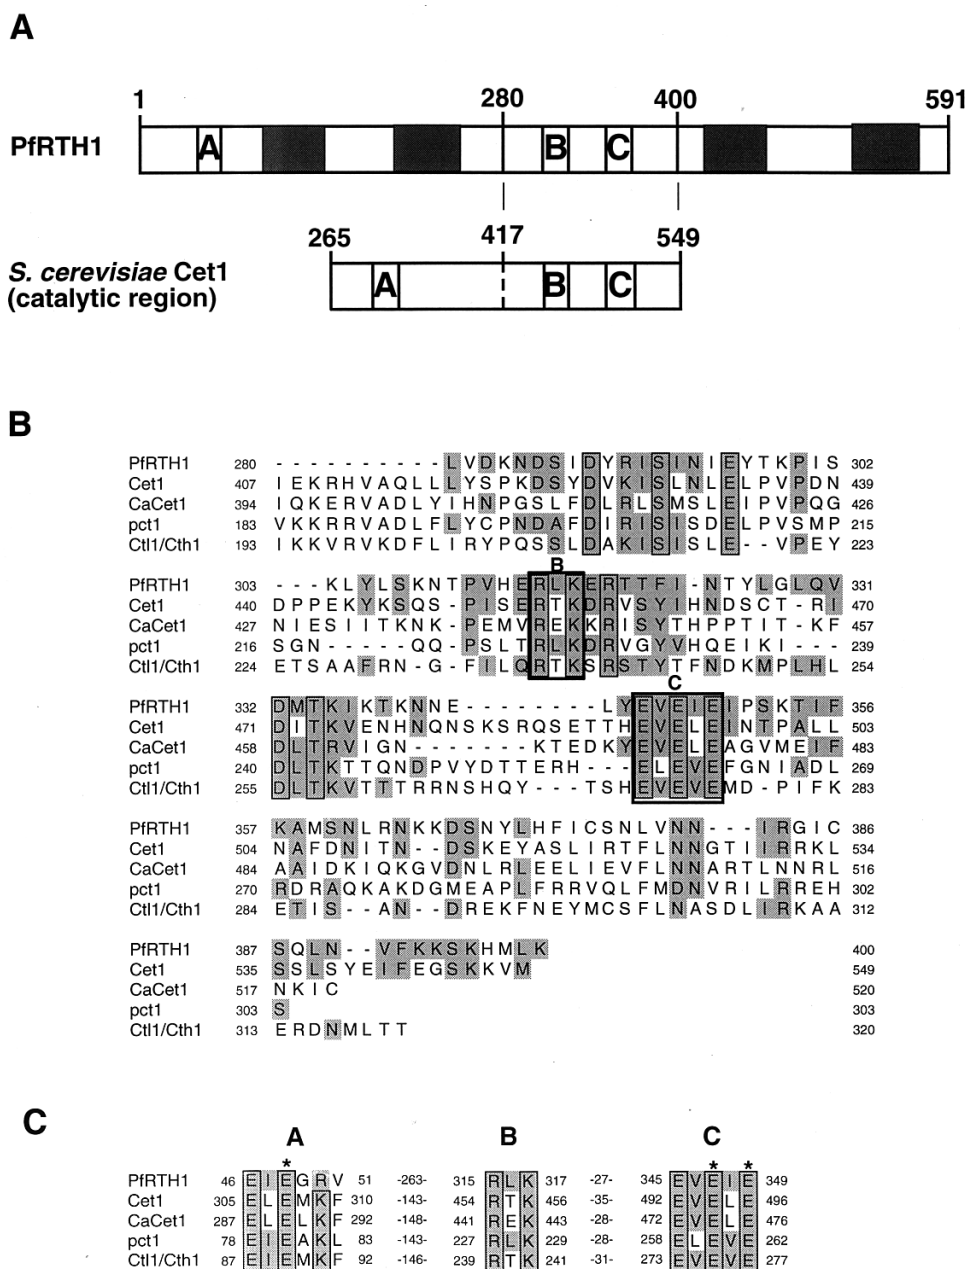 A
1 280 400 591
PfRTH1 A B C
265 417 549
S. cerevisiae Cet1
(catalytic region)
A B C
B
PfRTH1 280 - - - - - - - - - - L V D K N D S I D Y R I S I N I E Y T K P I S 302
Cet1 407 I E K R H V A Q L L L Y S P K D S Y D V K I S L N L E L P V P D N 439
CaCet1 394 I Q K E R V A D L Y I H N P G S L F D L R L S M S L E I P V P Q G 426
pct1 183 V K K R R V A D L F L Y C P N D A F D I R I S I S D E L P V S M P 215
Ctl1/Cth1 193 I K K V R V K D F L I R Y P Q S S L D A K I S I S L E - - V P E Y 223
B
PfRTH1 303 - - - K L Y L S K N T P V H E R L K E R T T F I - N T Y L G L Q V 331
Cet1 440 D P P E K Y K S Q S - P I S E R T K D R V S Y I H N D S C T - R I 470
CaCet1 427 N I E S I I T K N K - P E M V R E K K R I S Y T H P P T I T - K F 457
pct1 216 S G N - - - - - Q Q - P S L T R L K D R V G Y V H Q E I K I - - - 239
Ctl1/Cth1 224 E T S A A F R N - G - F I L Q R T K S R S T Y T F N D K M P L H L 254
C
PfRTH1 332 D M T K I K T K N N E - - - - - - - - L Y E V E I E I P S K T I F 356
Cet1 471 D I T K V E N H N Q N S K S R Q S E T T H E V E L E I N T P A L L 503
CaCet1 458 D L T R V I G N - - - - - - - K T E D K Y E V E L E A G V M E I F 483
pct1 240 D L T K T T Q N D P V Y D T T E R H - - - E L E V E F G N I A D L 269
Ctl1/Cth1 255 D L T K V T T T R R N S H Q Y - - - T S H E V E V E M D - P I F K 283
PfRTH1 357 K A M S N L R N K K D S N Y L H F I C S N L V N N - - - I R G I C 386
Cet1 504 N A F D N I T N - - D S K E Y A S L I R T F L N N G T I I R R K L 534
CaCet1 484 A A I D K I Q K G V D N L R L E E L I E V F L N N A R T L N N R L 516
pct1 270 R D R A Q K A K D G M E A P L F R R V Q L F M D N V R I L R R E H 302
Ctl1/Cth1 284 E T I S - - A N - - D R E K F N E Y M C S F L N A S D L I R K A A 312
PfRTH1 387 S Q L N - - V F K K S K H M L K 400
Cet1 535 S S L S Y E I F E G S K K V M 549
CaCet1 517 N K I C 520
pct1 303 S 303
Ctl1/Cth1 313 E R D N M L T T 320
C
A B C
* * *
PfRTH1 46 E I E G R V 51 -263- 315 R L K 317 -27- 345 E V E I E 349
Cet1 305 E L E M K F 310 -143- 454 R T K 456 -35- 492 E V E L E 496
CaCet1 287 E L E L K F 292 -148- 441 R E K 443 -28- 472 E V E L E 476
pct1 78 E I E A K L 83 -143- 227 R L K 229 -28- 258 E L E V E 262
Ctl1/Cth1 87 E I E M K F 92 -146- 239 R T K 241 -31- 273 E V E V E 277